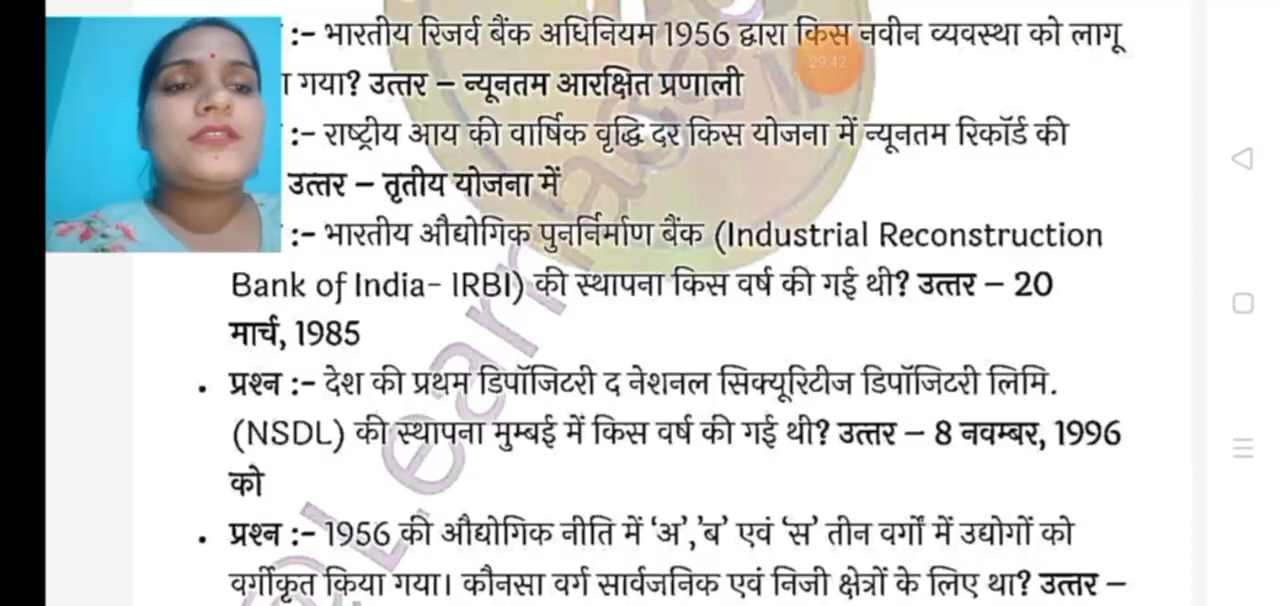 :- भारतीय रिजर्व बैंक अधिनियम 1956 द्वारा किस नवीन व्यवस्था को लागू
29:42
गया? उत्तर – न्यूनतम आरक्षित प्रणाली
:- राष्ट्रीय आय की वार्षिक वृद्धि दर किस योजना में न्यूनतम रिकॉर्ड की
उत्तर – तृतीय योजना में
:- भारतीय औद्योगिक पुनर्निर्माण बैंक (Industrial Reconstruction
Bank of India- IRBI) की स्थापना किस वर्ष की गई थी? उत्तर – 20
मार्च, 1985
• प्रश्न :- देश की प्रथम डिपॉजिटरी द नेशनल सिक्यूरिटीज डिपॉजिटरी लिमि.
(NSDL) की स्थापना मुम्बई में किस वर्ष की गई थी? उत्तर – 8 नवम्बर, 1996
को
• प्रश्न :- 1956 की औद्योगिक नीति में ‘अ’,’ब’ एवं ‘स’ तीन वर्गों में उद्योगों को
वर्गीकृत किया गया। कौनसा वर्ग सार्वजनिक एवं निजी क्षेत्रों के लिए था? उत्तर –